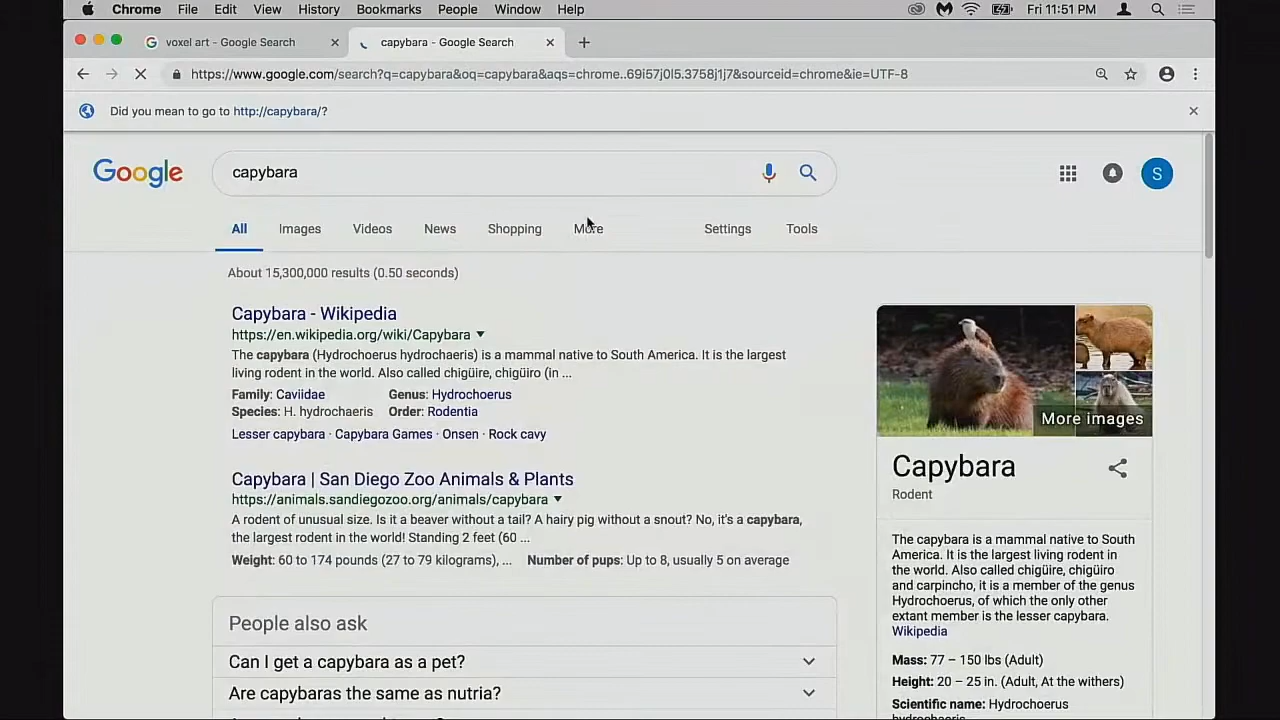 Chrome File Edit View History Bookmarks People Window Help Fri 11:51 PM
voxel art - Google Search capybara - Google Search
https://www.google.com/search?q=capybara&oq=capybara&aqs=chrome..69i57j0l5.3758j1j7&sourceid=chrome&ie=UTF-8
Did you mean to go to http://capybara/?
Google capybara S
All Images Videos News Shopping More Settings Tools
About 15,300,000 results (0.50 seconds)
Capybara - Wikipedia
https://en.wikipedia.org/wiki/Capybara
The capybara (Hydrochoerus hydrochaeris) is a mammal native to South America. It is the largest
living rodent in the world. Also called chigüire, chigüiro (in ...
Family: Caviidae Genus: Hydrochoerus
Species: H. hydrochaeris Order: Rodentia
Lesser capybara · Capybara Games · Onsen · Rock cavy
Capybara | San Diego Zoo Animals & Plants
https://animals.sandiegozoo.org/animals/capybara
A rodent of unusual size. Is it a beaver without a tail? A hairy pig without a snout? No, it's a capybara,
the largest rodent in the world! Standing 2 feet (60 ...
Weight: 60 to 174 pounds (27 to 79 kilograms), ... Number of pups: Up to 8, usually 5 on average
People also ask
Can I get a capybara as a pet?
Are capybaras the same as nutria?
More images
Capybara
Rodent
The capybara is a mammal native to South
America. It is the largest living rodent in
the world. Also called chigüire, chigüiro
and carpincho, it is a member of the genus
Hydrochoerus, of which the only other
extant member is the lesser capybara.
Wikipedia
Mass: 77 – 150 lbs (Adult)
Height: 20 – 25 in. (Adult, At the withers)
Scientific name: Hydrochoerus
hydrochaeris